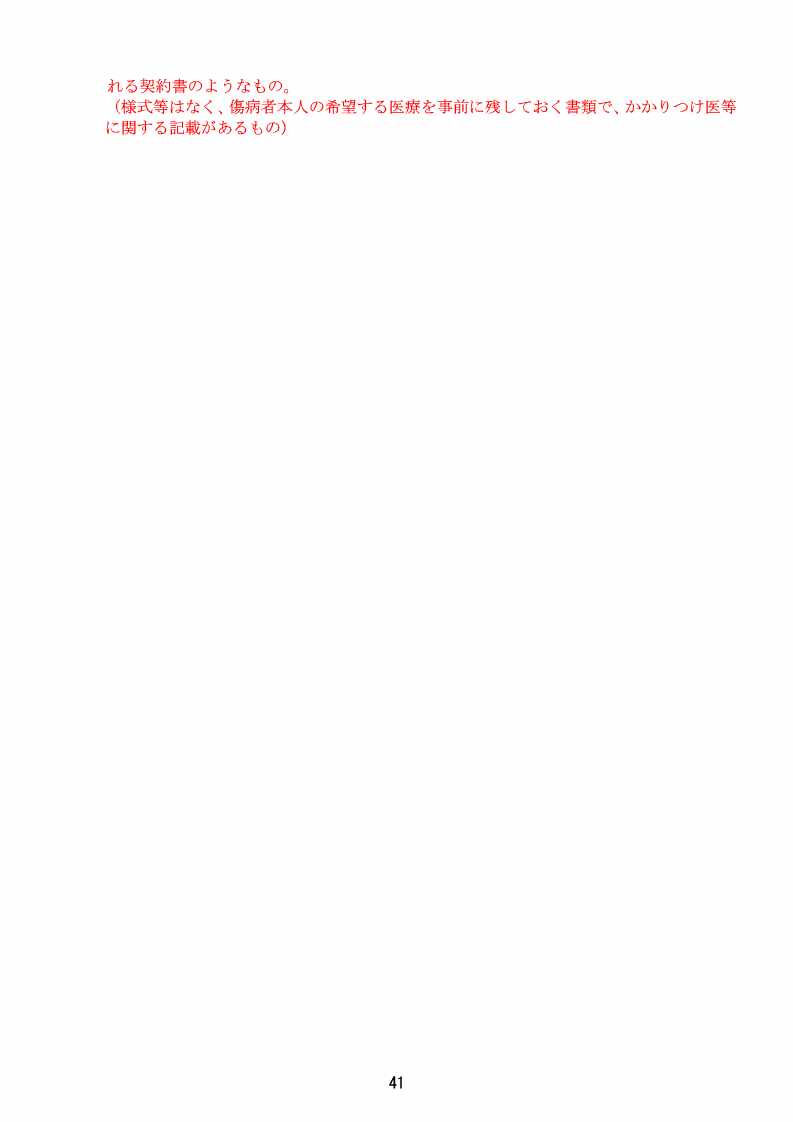 れる契約書のようなもの。
（様式等はなく、傷病者本人の希望する医療を事前に残しておく書類で、かかりつけ医等
に関する記載があるもの）
41